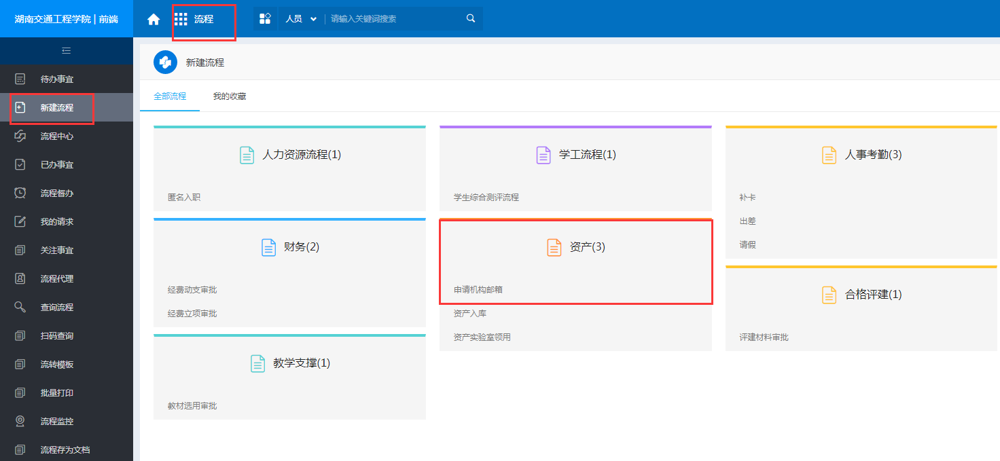 湖南交通工程学院 | 前端
流程
人员
请输入关键词搜索
待办事宜
新建流程
流程中心
已办事宜
流程督办
我的请求
关注事宜
流程代理
查询流程
扫码查询
流转模板
批量打印
流程监控
流程存为文档
新建流程
全部流程
我的收藏
人力资源流程(1)
匿名入职
学工流程(1)
学生综合测评流程
人事考勤(3)
补卡
出差
请假
财务(2)
经费动支审批
经费立项审批
资产(3)
申请机构邮箱
资产入库
资产实验室领用
合格评建(1)
评建材料审批
教学支撑(1)
教材选用审批